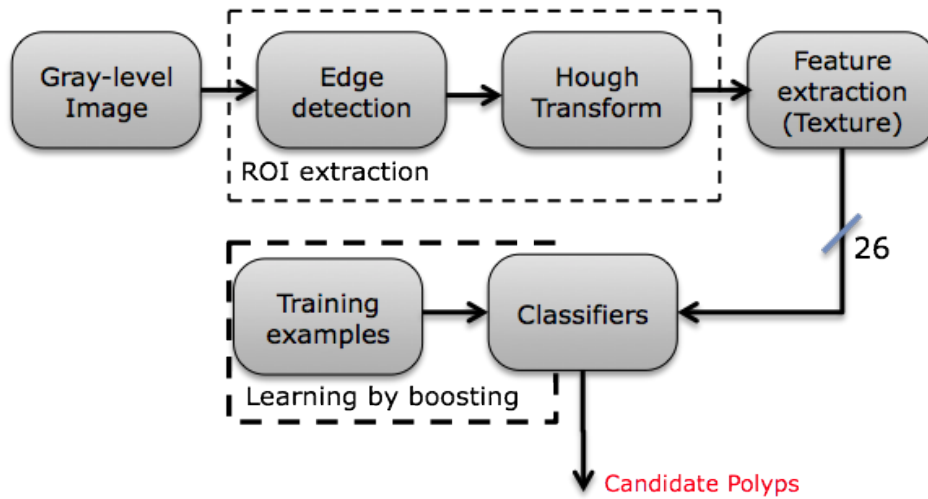 Gray-level
Image
Edge
detection
Hough
Transform
Feature
extraction
(Texture)
ROI extraction
26
Training
examples
Classifiers
Learning by boosting
Candidate Polyps